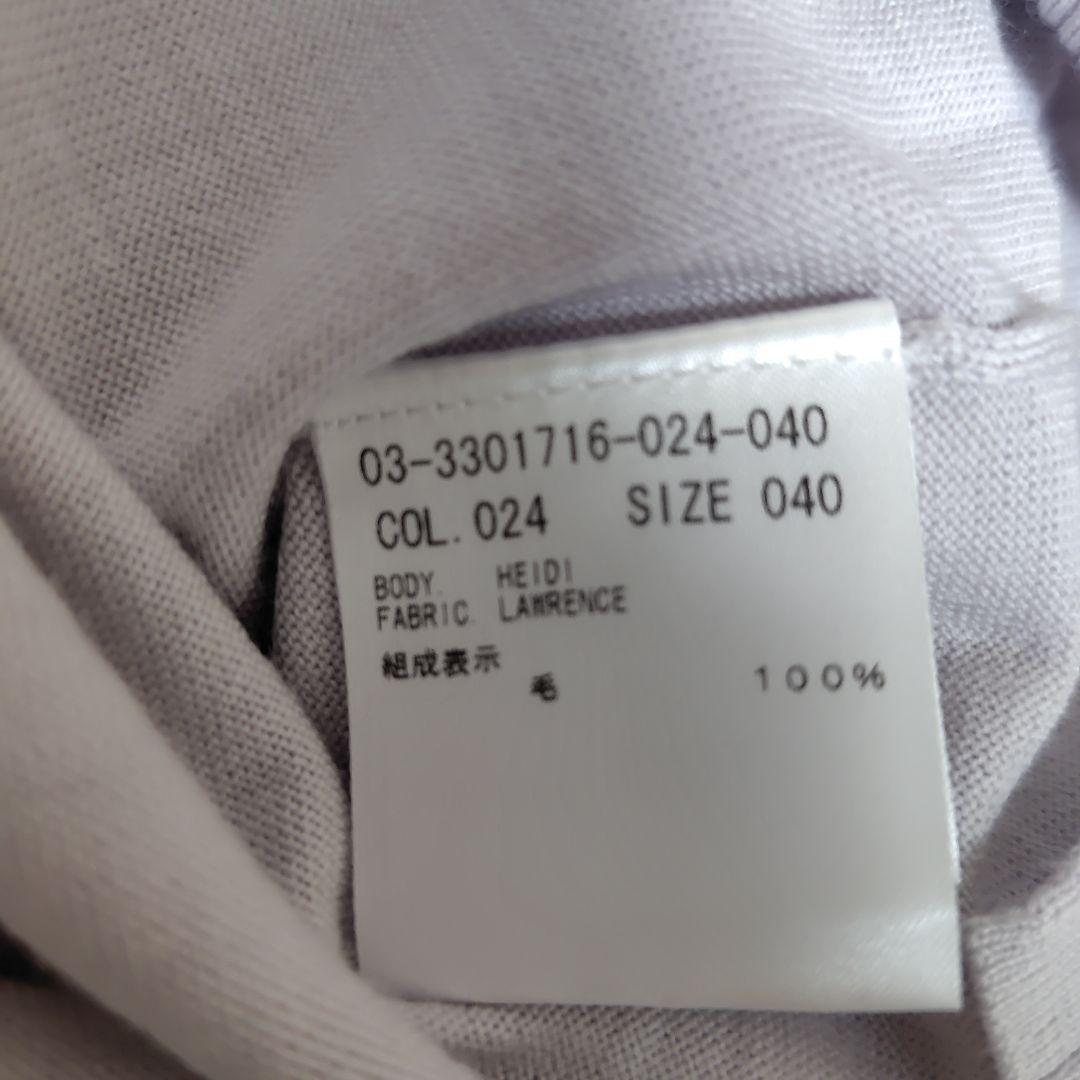 03-3301716-024-040
COL. 024 SIZE 040
BODY. HEIDI
FABRIC. LAWRENCE
組成表示
毛 100%